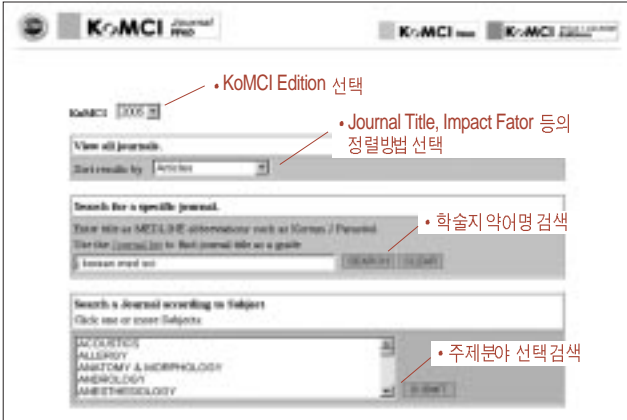 KoMCI Journal
KoMCI KoMCI
• KoMCI Edition 선택
KoMCI 2005
• Journal Title, Impact Fator 등의
정렬방법 선택
View all journals.
Sort results by Articles
Search for a specific journal.
Enter title as MEDLINE abbreviations such as Korean J Parasitol.
Use the Journal list to find journal title as a guide
• 학술지 약어명 검색
j korean med sci SEARCH CLEAR
Search a Journal according to Subject
Click one or more Subjects
ACOUSTICS
ALLERGY
ANATOMY & MORPHOLOGY
ANDROLOGY
ANESTHESIOLOGY
• 주제분야 선택검색
SUBMIT